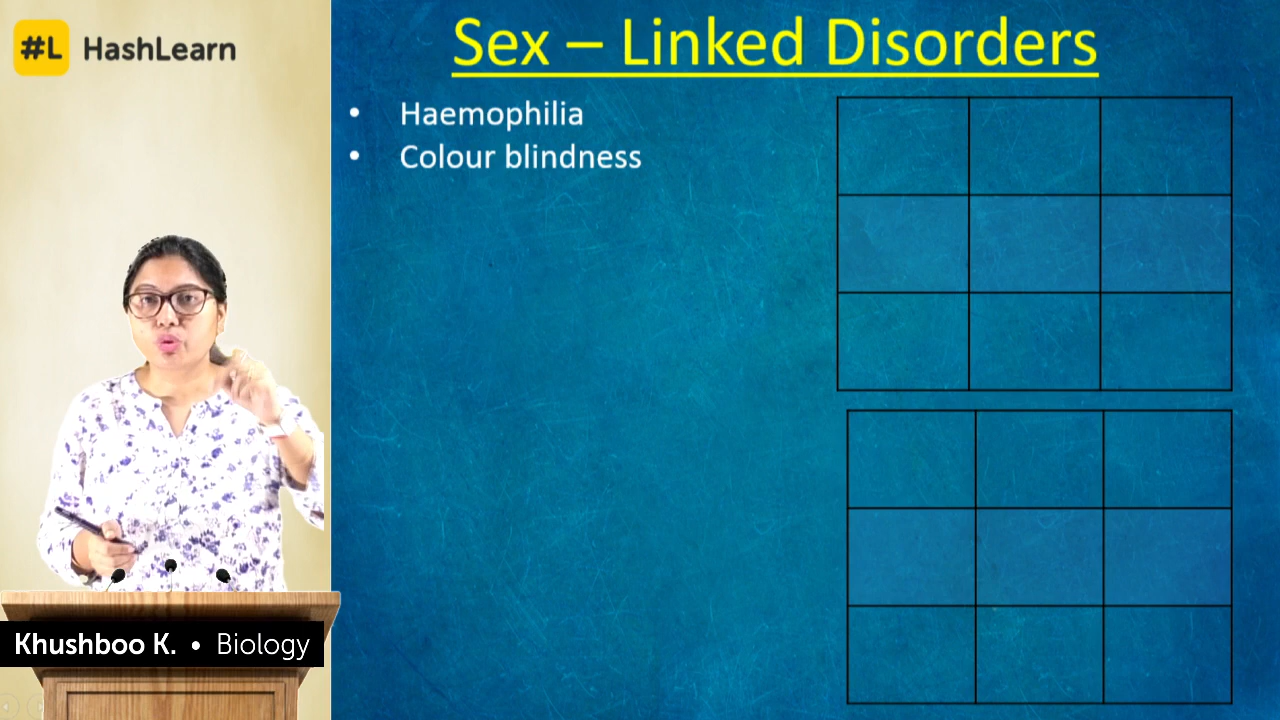 #L HashLearn
Sex – Linked Disorders
• Haemophilia
• Colour blindness
Khushboo K. • Biology